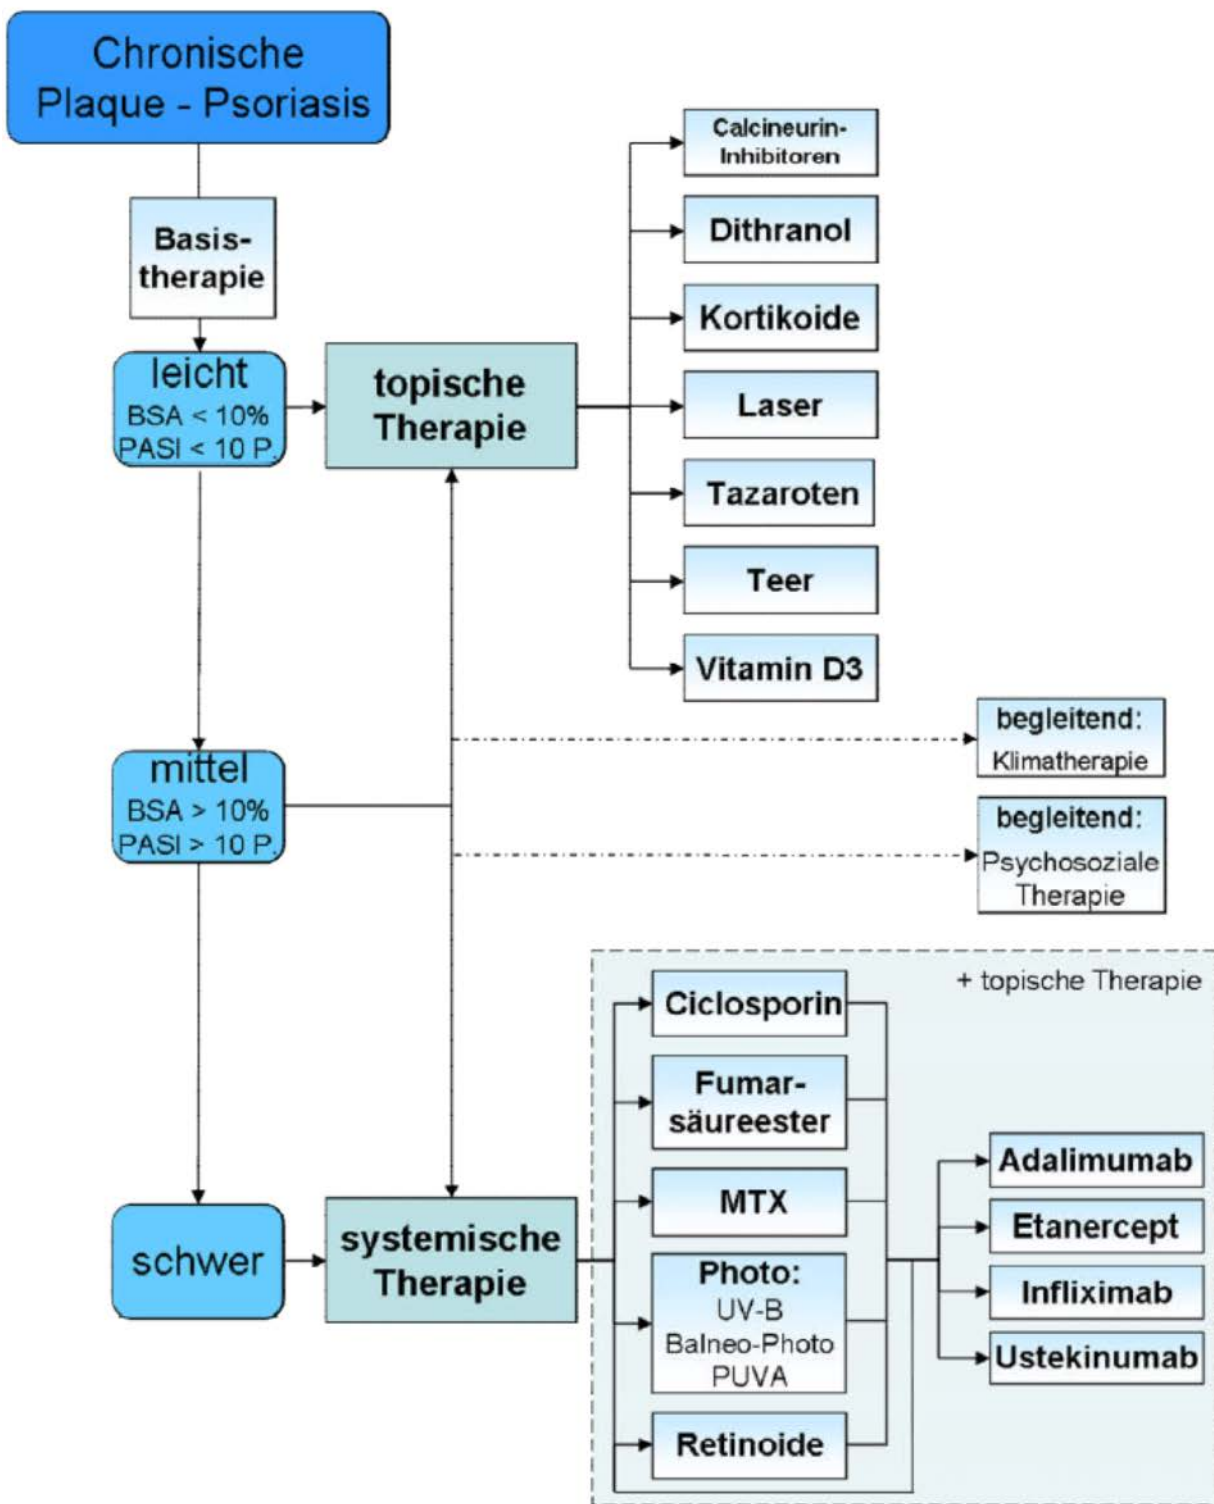 Chronische
Plaque - Psoriasis
Basis-
therapie
leicht
BSA < 10%
PASI < 10 P.
topische
Therapie
Calcineurin-
Inhibitoren
Dithranol
Kortikoide
Laser
Tazaroten
Teer
Vitamin D3
begleitend:
Klimatherapie
mittel
BSA > 10%
PASI > 10 P.
begleitend:
Psychosoziale
Therapie
schwer
systemische
Therapie
+ topische Therapie
Ciclosporin
Fumar-
säureester
MTX
Photo:
UV-B
Balneo-Photo
PUVA
Retinoide
Adalimumab
Etanercept
Infliximab
Ustekinumab